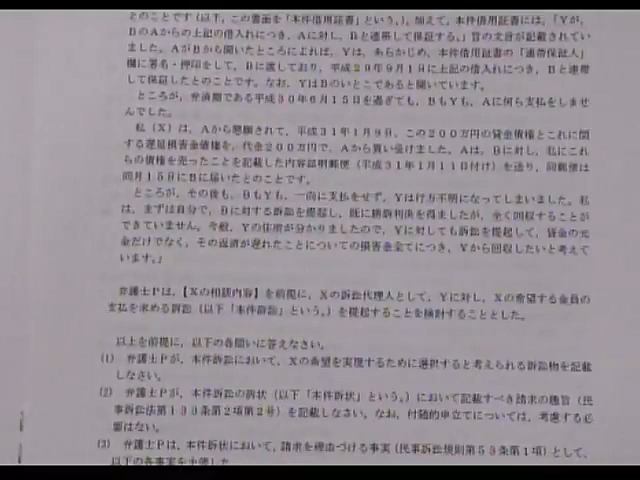 とのことです(以下,この書面を「本件借用証書」という。)。加えて,本件借用証書には,「Yが,
BのAからの上記の借入れにつき,Aに対し,Bと連帯して保証する。」旨の文言が記載されてい
ました。AがBから聞いたところによれば,Yは,あらかじめ,本件借用証書の「連帯保証人」
欄に署名・押印をして,Bに渡しており,平成29年9月1日に上記の借入れにつき,Bと連帯
して保証したとのことです。なお,YはBのいとこであると聞いています。
ところが,弁済期である平成30年6月15日を過ぎても,BもYも,Aに何ら支払をしませ
んでした。
私(X)は,Aから懇願されて,平成31年1月9日,この200万円の貸金債権とこれに関
する遅延損害金債権を,代金200万円で,Aから買い受けました。Aは,Bに対し,私にこれ
らの債権を売ったことを記載した内容証明郵便(平成31年1月11日付け)を送り,同郵便は
同月15日にBに届いたとのことです。
ところが,その後も,BもYも,一向に支払をせず,Yは行方不明になってしまいました。私
は,まずは自分で,Bに対する訴訟を提起し,既に勝訴判決を得ましたが,全く回収することが
できていません。今般,Yの住所が分かりましたので,Yに対しても訴訟を提起して,貸金の元
金だけでなく,その返済が遅れたことについての損害金全てにつき,Yから回収したいと考えて
います。」
弁護士Pは,【Xの相談内容】を前提に,Xの訴訟代理人として,Yに対し,Xの希望する金員の
支払を求める訴訟(以下「本件訴訟」という。)を提起することを検討することとした。
以上を前提に,以下の各問いに答えなさい。
(1) 弁護士Pが,本件訴訟において,Xの希望を実現するために選択すると考えられる訴訟物を記載
しなさい。
(2) 弁護士Pが,本件訴訟の訴状(以下「本件訴状」という。)において記載すべき請求の趣旨(民
事訴訟法第133条第2項第2号)を記載しなさい。なお,付随的申立てについては,考慮する必
要はない。
(3) 弁護士Pは,本件訴状において,請求を理由づける事実(民事訴訟規則第53条第1項)として,
以下の各事実を主張した